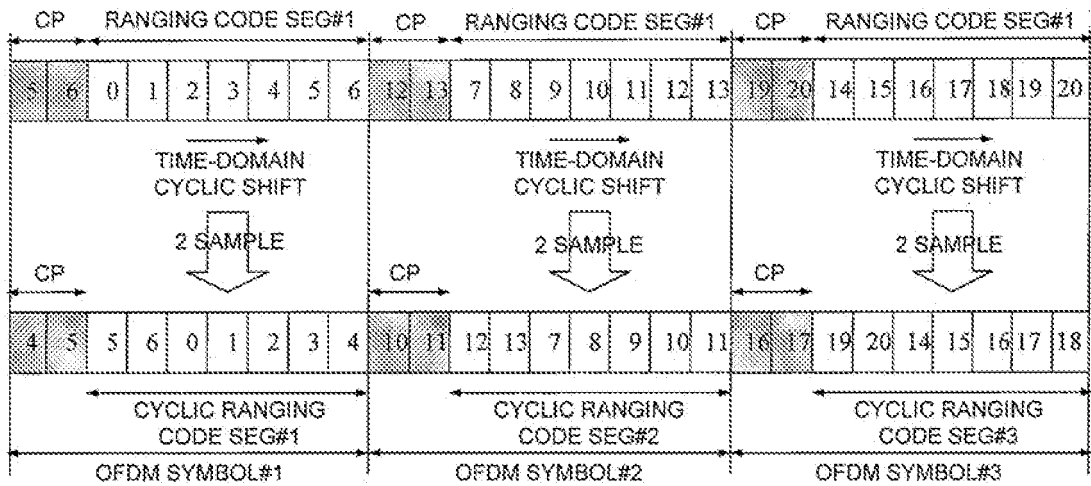 CP RANGING CODE SEG#1 CP RANGING CODE SEG#1 CP RANGING CODE SEG#1
5 6 0 1 2 3 4 5 6 12 13 7 8 9 10 11 12 13 19 20 14 15 16 17 18 19 20
TIME-DOMAIN TIME-DOMAIN TIME-DOMAIN
CYCLIC SHIFT CYCLIC SHIFT CYCLIC SHIFT
2 SAMPLE 2 SAMPLE 2 SAMPLE
CP CP CP
4 5 5 6 0 1 2 3 4 10 11 12 13 7 8 9 10 11 16 17 19 20 14 15 16 17 18
CYCLIC RANGING CYCLIC RANGING CYCLIC RANGING
CODE SEG#1 CODE SEG#2 CODE SEG#3
OFDM SYMBOL#1 OFDM SYMBOL#2 OFDM SYMBOL#3